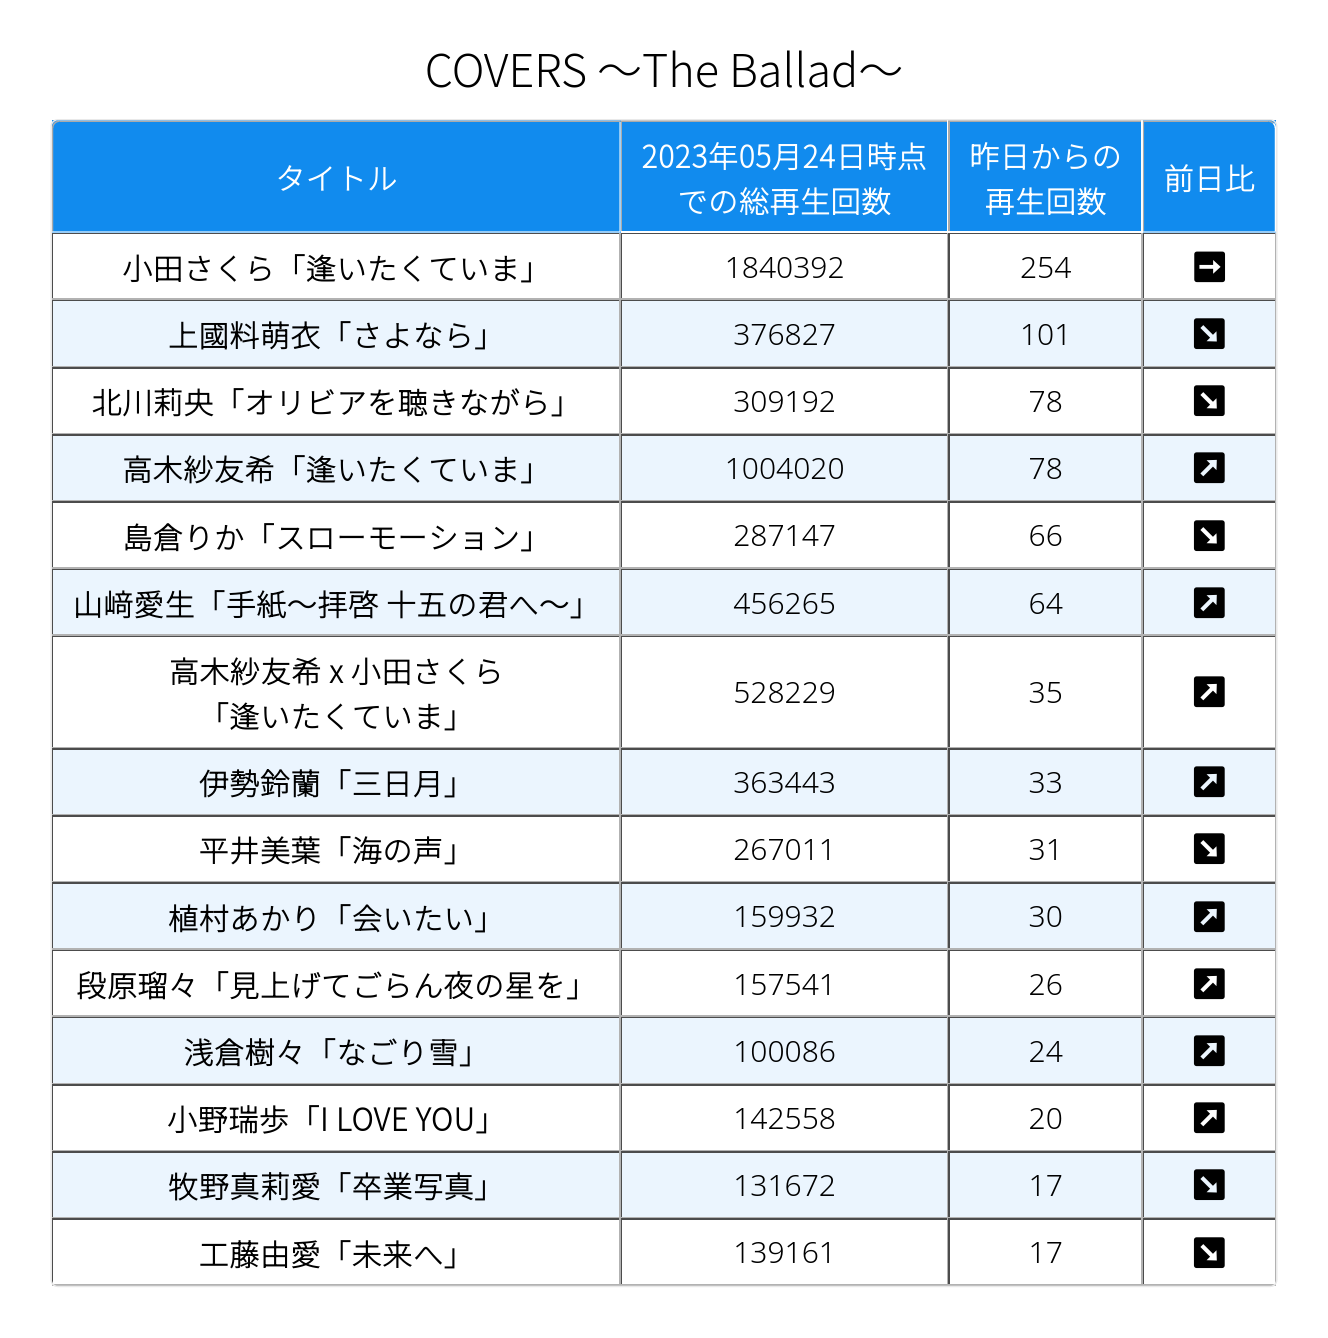 COVERS ～The Ballad～
タイトル
2023年05月24日時点
での総再生回数
昨日からの
再生回数
前日比
小田さくら「逢いたくていま」 1840392 254 ➡
上國料萌衣「さよなら」 376827 101 ↘
北川莉央「オリビアを聴きながら」 309192 78 ↘
高木紗友希「逢いたくていま」 1004020 78 ↗
島倉りか「スローモーション」 287147 66 ↘
山﨑愛生「手紙～拝啓 十五の君へ～」 456265 64 ↗
高木紗友希 x 小田さくら
「逢いたくていま」 528229 35 ↗
伊勢鈴蘭「三日月」 363443 33 ↗
平井美葉「海の声」 267011 31 ↘
植村あかり「会いたい」 159932 30 ↗
段原瑠々「見上げてごらん夜の星を」 157541 26 ↗
浅倉樹々「なごり雪」 100086 24 ↗
小野瑞歩「I LOVE YOU」 142558 20 ↗
牧野真莉愛「卒業写真」 131672 17 ↘
工藤由愛「未来へ」 139161 17 ↘